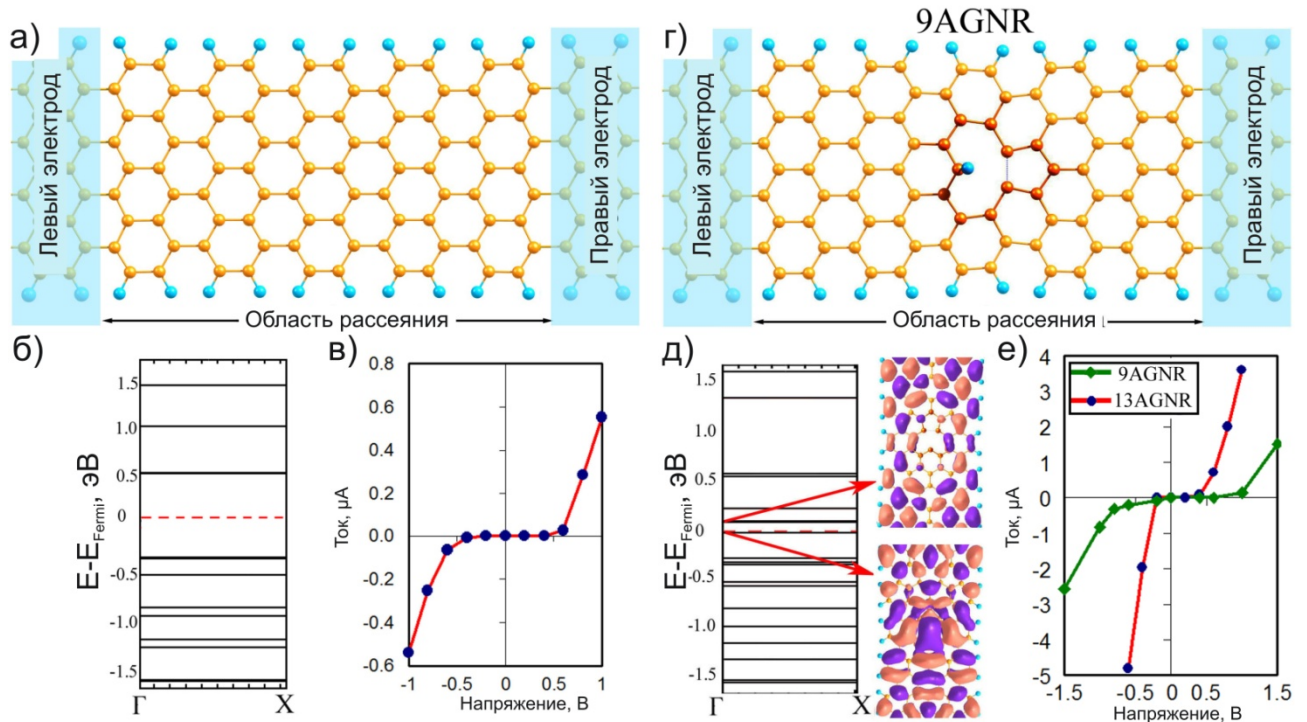 а)
Левый электрод
Правый электрод
Область рассеяния
г)
9AGNR
Левый электрод
Правый электрод
Область рассеяния
б)
E-E_Fermi, эВ
1.5
1.0
0.5
0
-0.5
-1.0
-1.5
Γ X
в)
Ток, μA
0.8
0.6
0.4
0.2
0.0
-0.2
-0.4
-0.6
-1 -0.5 0 0.5 1
Напряжение, В
д)
E-E_Fermi, эВ
1.5
1.0
0.5
0
-0.5
-1.0
-1.5
Γ X
е)
9AGNR
13AGNR
Ток, μA
4
3
2
1
0
-1
-2
-3
-4
-5
-1.5 -0.5 0 0.5 1.5
Напряжение, В